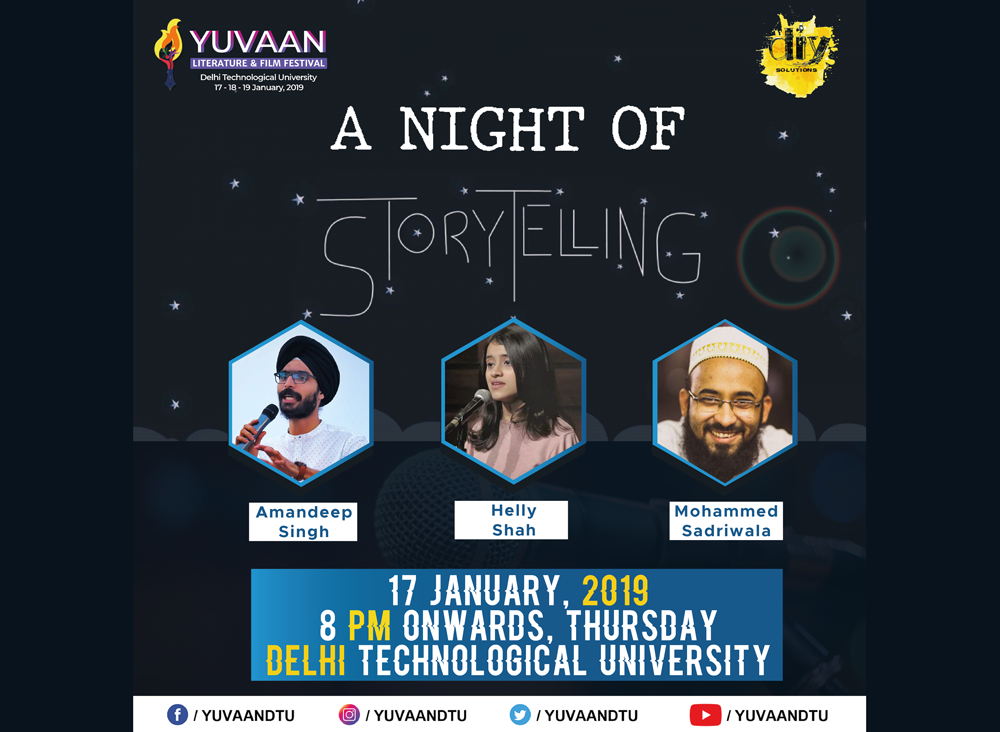 YUVAAN
LITERATURE & FILM FESTIVAL
Delhi Technological University
17 - 18 - 19 January, 2019
diy
SOLUTIONS
A NIGHT OF
STORYTELLING
Amandeep
Singh
Helly
Shah
Mohammed
Sadriwala
17 JANUARY, 2019
8 PM ONWARDS, THURSDAY
DELHI TECHNOLOGICAL UNIVERSITY
/ YUVAANDTU
/ YUVAANDTU
/ YUVAANDTU
/ YUVAANDTU